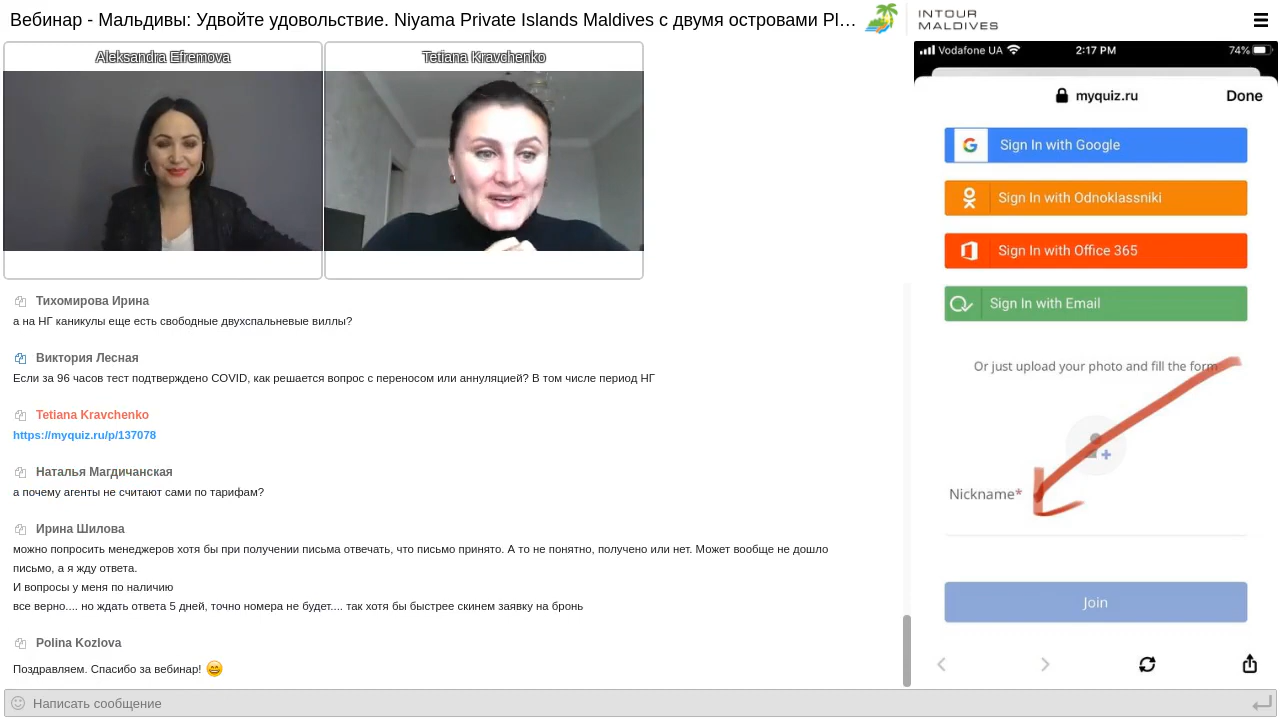 Вебинар - Мальдивы: Удвойте удовольствие. Niyama Private Islands Maldives с двумя островами Pl…
INTOUR
MALDIVES
Aleksandra Efremova
Tetiana Kravchenko
Тихомирова Ирина
а на НГ каникулы еще есть свободные двухспальневые виллы?
Виктория Лесная
Если за 96 часов тест подтверждено COVID, как решается вопрос с переносом или аннуляцией? В том числе период НГ
Tetiana Kravchenko
https://myquiz.ru/p/137078
Наталья Магдичанская
а почему агенты не считают сами по тарифам?
Ирина Шилова
можно попросить менеджеров хотя бы при получении письма отвечать, что письмо принято. А то не понятно, получено или нет. Может вообще не дошло
письмо, а я жду ответа.
И вопросы у меня по наличию
все верно.... но ждать ответа 5 дней, точно номера не будет.... так хотя бы быстрее скинем заявку на бронь
Polina Kozlova
Поздравляем. Спасибо за вебинар!
Написать сообщение
Vodafone UA 2:17 PM 74%
myquiz.ru Done
Sign In with Google
Sign In with Odnoklassniki
Sign In with Office 365
Sign In with Email
Or just upload your photo and fill the form
Nickname*
Join